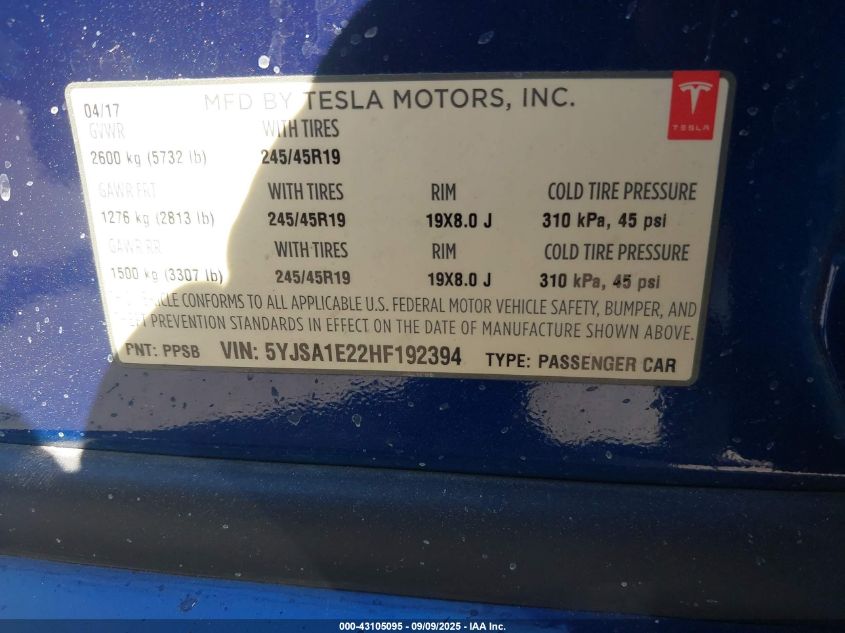 MFD BY TESLA MOTORS, INC.
TESLA
04/17
GVWR WITH TIRES
2600 kg (5732 lb) 245/45R19
GAWR FRT WITH TIRES RIM COLD TIRE PRESSURE
1276 kg (2813 lb) 245/45R19 19X8.0 J 310 kPa, 45 psi
GAWR RR WITH TIRES RIM COLD TIRE PRESSURE
1500 kg (3307 lb) 245/45R19 19X8.0 J 310 kPa, 45 psi
VEHICLE CONFORMS TO ALL APPLICABLE U.S. FEDERAL MOTOR VEHICLE SAFETY, BUMPER, AND
THEFT PREVENTION STANDARDS IN EFFECT ON THE DATE OF MANUFACTURE SHOWN ABOVE.
PNT: PPSB VIN: 5YJSA1E22HF192394 TYPE: PASSENGER CAR
000-43105095 - 09/09/2025 - IAA Inc.